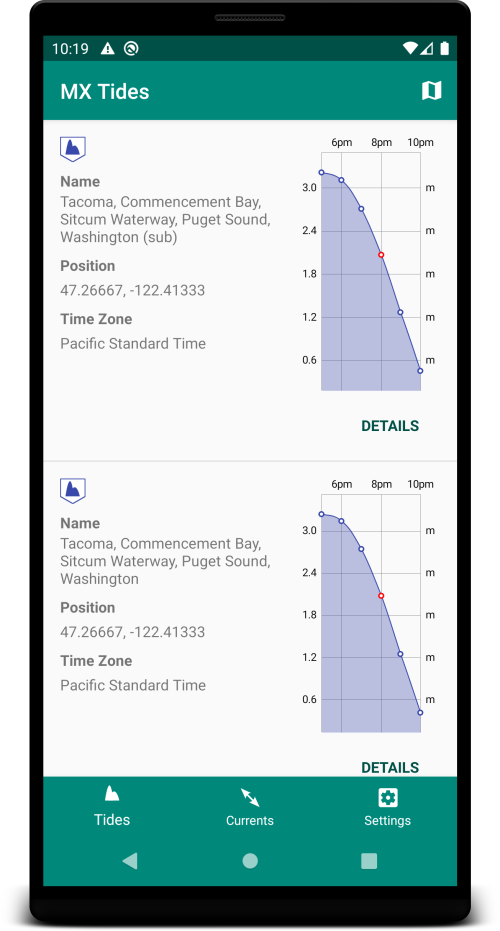 10:19
MX Tides
6pm 8pm 10pm
Name
Tacoma, Commencement Bay,
Sitcum Waterway, Puget Sound,
Washington (sub)
Position
47.26667, -122.41333
Time Zone
Pacific Standard Time
3.0 m
2.4 m
1.8 m
1.2 m
0.6 m
DETAILS
6pm 8pm 10pm
Name
Tacoma, Commencement Bay,
Sitcum Waterway, Puget Sound,
Washington
Position
47.26667, -122.41333
Time Zone
Pacific Standard Time
3.0 m
2.4 m
1.8 m
1.2 m
0.6 m
DETAILS
Tides Currents Settings